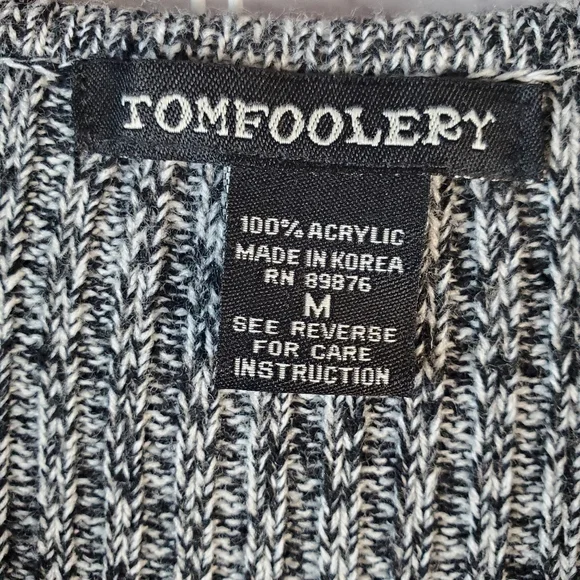 TOMFOOLERY
100% ACRYLIC
MADE IN KOREA
RN 89876
M
SEE REVERSE
FOR CARE
INSTRUCTION